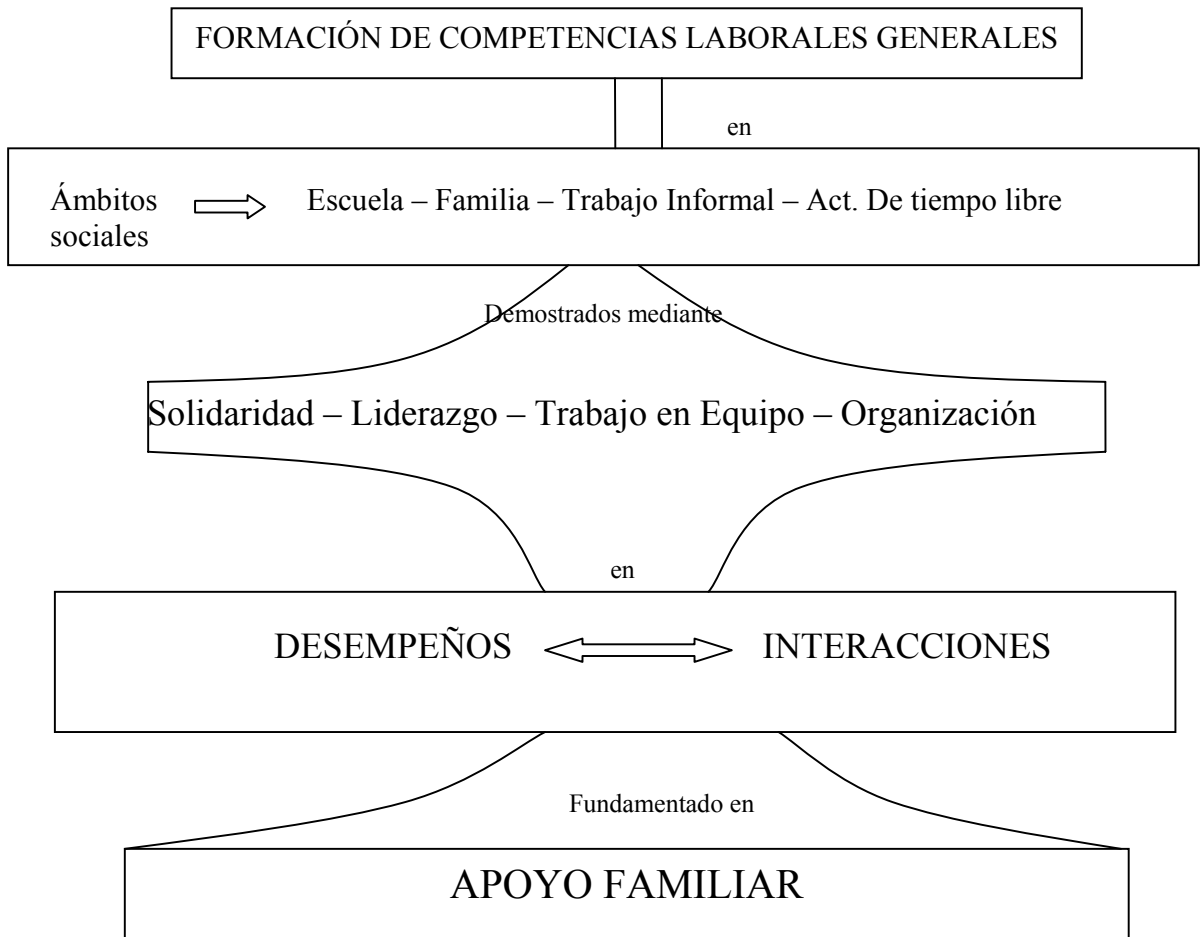 FORMACIÓN DE COMPETENCIAS LABORALES GENERALES
en
Ámbitos sociales
Escuela – Familia – Trabajo Informal – Act. De tiempo libre
Demostrados mediante
Solidaridad – Liderazgo – Trabajo en Equipo – Organización
en
DESEMPEÑOS INTERACCIONES
Fundamentado en
APOYO FAMILIAR